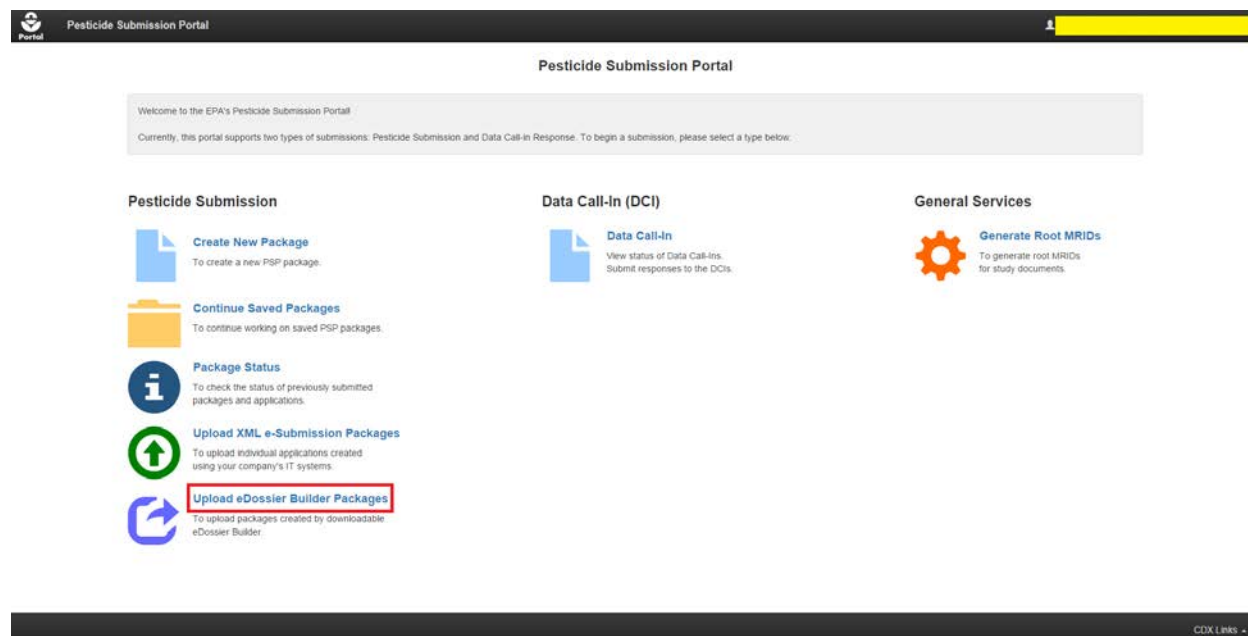 Portal
Pesticide Submission Portal
Pesticide Submission Portal
Welcome to the EPA's Pesticide Submission Portal!
Currently, this portal supports two types of submissions: Pesticide Submission and Data Call-in Response. To begin a submission, please select a type below.
Pesticide Submission
Create New Package
To create a new PSP package.
Continue Saved Packages
To continue working on saved PSP packages.
Package Status
To check the status of previously submitted
packages and applications.
Upload XML e-Submission Packages
To upload individual applications created
using your company's IT systems.
Upload eDossier Builder Packages
To upload packages created by downloadable
eDossier Builder.
Data Call-In (DCI)
Data Call-In
View status of Data Call-Ins.
Submit responses to the DCIs.
General Services
Generate Root MRIDs
To generate root MRIDs
for study documents.
CDX Links